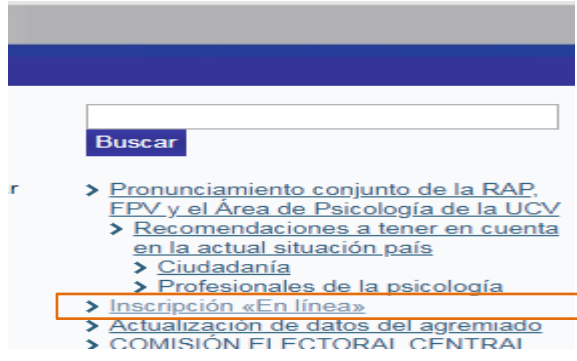 Buscar
r
Pronunciamiento conjunto de la RAP,
FPV y el Área de Psicología de la UCV
Recomendaciones a tener en cuenta
en la actual situación país
Ciudadanía
Profesionales de la psicología
Inscripción «En línea»
Actualización de datos del agremiado
COMISIÓN ELECTORAL CENTRAL